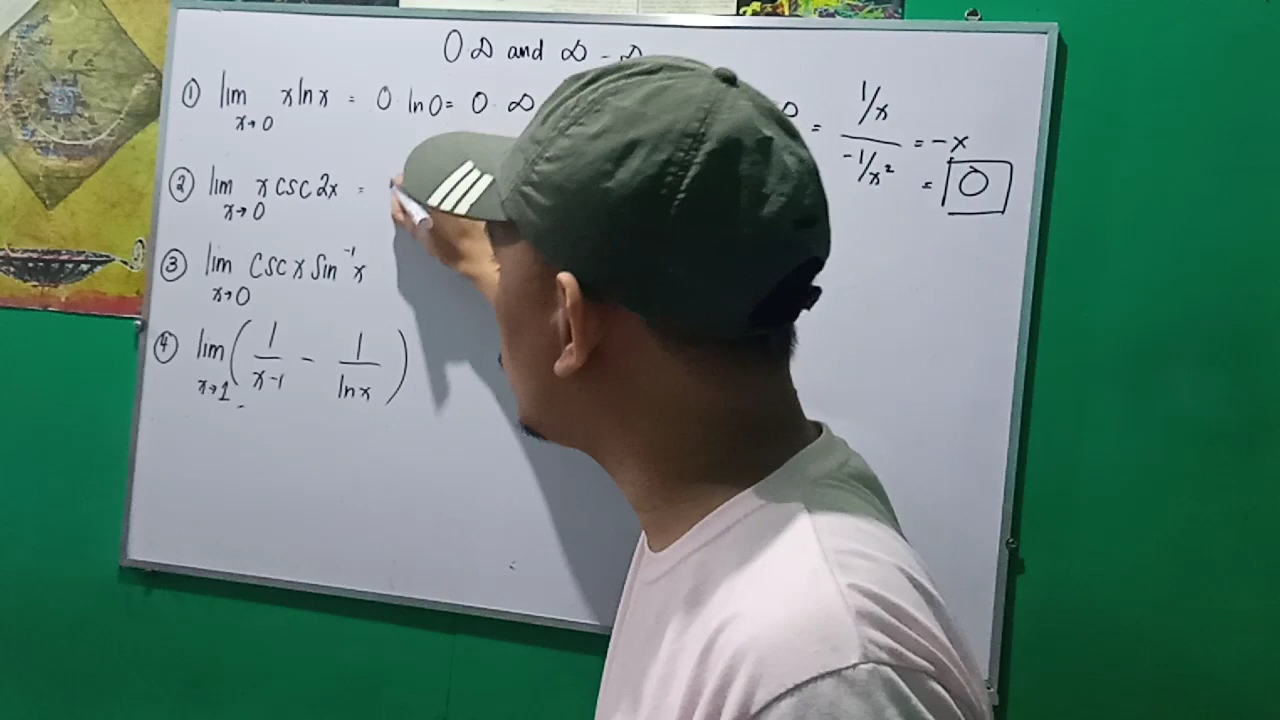 0∞ and ∞ - ∞
① lim x→0 x ln x = 0 · ln 0 = 0 · ∞ = (1/x)/(-1/x²) = -x
= 0
② lim x→0 x csc 2x =
③ lim x→0 csc x sin⁻¹ x
④ lim x→1 (1/(x-1) - 1/(ln x))